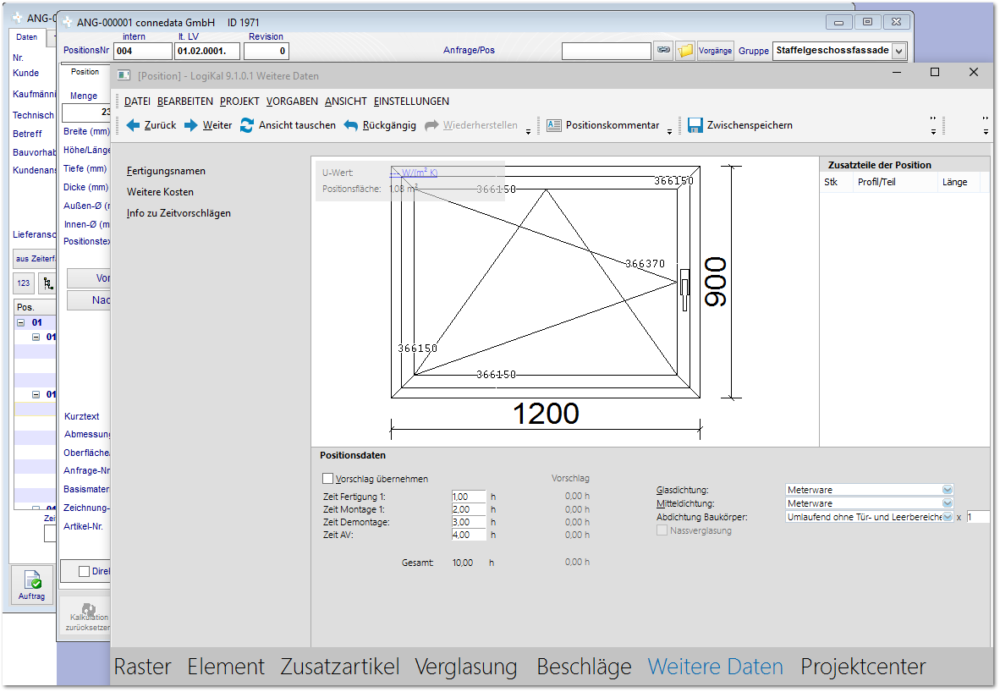 ANG-0
ANG-000001 connedata GmbH ID 1971
Daten
intern lt. LV Revision
PositionsNr 004 01.02.0001. 0 Anfrage/Pos Vorgänge Gruppe Staffelgeschossfassade
Nr.
Kunde
Kaufmänni
Technisch
Betreff
Bauvorhab
Kundenans
Lieferansc
aus Zeiterf
123
Pos.
01
01
01
Auftrag
Position
Menge
23
Breite (mm)
Höhe/Länge
Tiefe (mm)
Dicke (mm)
Außen-Ø (m
Innen-Ø (m
Positionstex
Vor
Nac
Kurztext
Abmessung
Oberfläche/
Anfrage-Nr
Basismater
Zeichnung-
Artikel-Nr.
Zei
Direk
Kalkulation
zurücksetzen
[Position] - LogiKal 9.1.0.1 Weitere Daten
DATEI BEARBEITEN PROJEKT VORGABEN ANSICHT EINSTELLUNGEN
Zurück Weiter Ansicht tauschen Rückgängig Wiederherstellen Positionskommentar Zwischenspeichern
Fertigungsnamen
Weitere Kosten
Info zu Zeitvorschlägen
U-Wert: --- W/(m² K)
Positionsfläche: 1,08 m²
366150
366150
366370
366150
366150
900
1200
Zusatzteile der Position
Stk Profil/Teil Länge
Positionsdaten
Vorschlag übernehmen Vorschlag
Zeit Fertigung 1: 1,00 h 0,00 h
Zeit Montage 1: 2,00 h 0,00 h
Zeit Demontage: 3,00 h 0,00 h
Zeit AV: 4,00 h 0,00 h
Gesamt: 10,00 h 0,00 h
Glasdichtung: Meterware
Mitteldichtung: Meterware
Abdichtung Baukörper: Umlaufend ohne Tür- und Leerbereiche x 1
Nassverglasung
Raster Element Zusatzartikel Verglasung Beschläge Weitere Daten Projektcenter